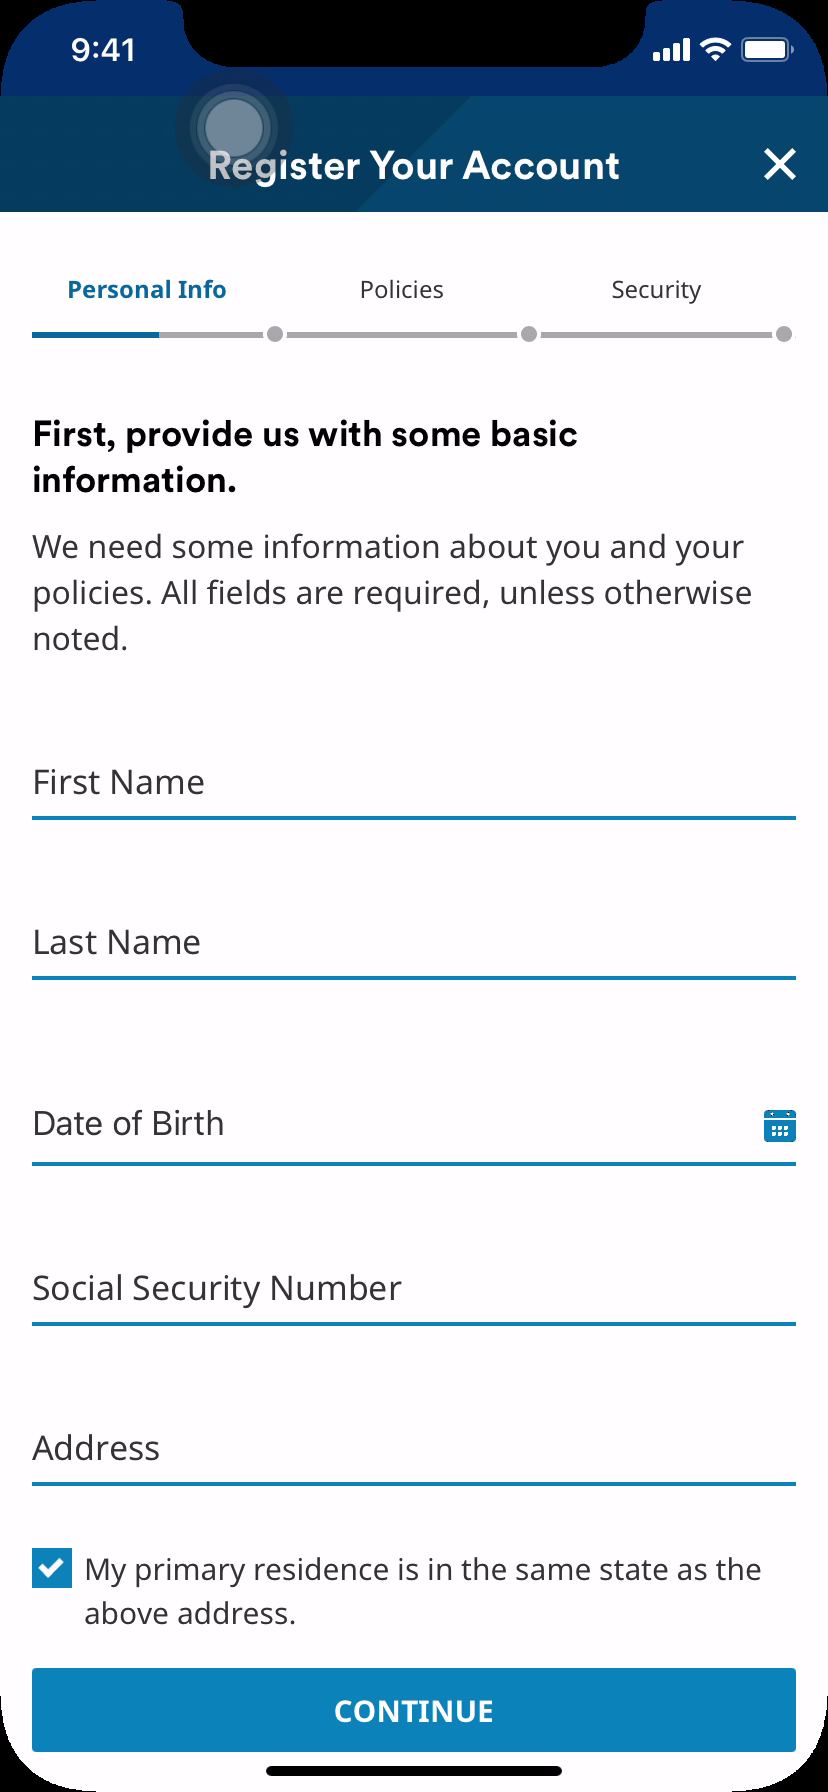 9:41
Register Your Account
Personal Info
Policies
Security
First, provide us with some basic
information.
We need some information about you and your
policies. All fields are required, unless otherwise
noted.
First Name
Last Name
Date of Birth
Social Security Number
Address
My primary residence is in the same state as the
above address.
CONTINUE